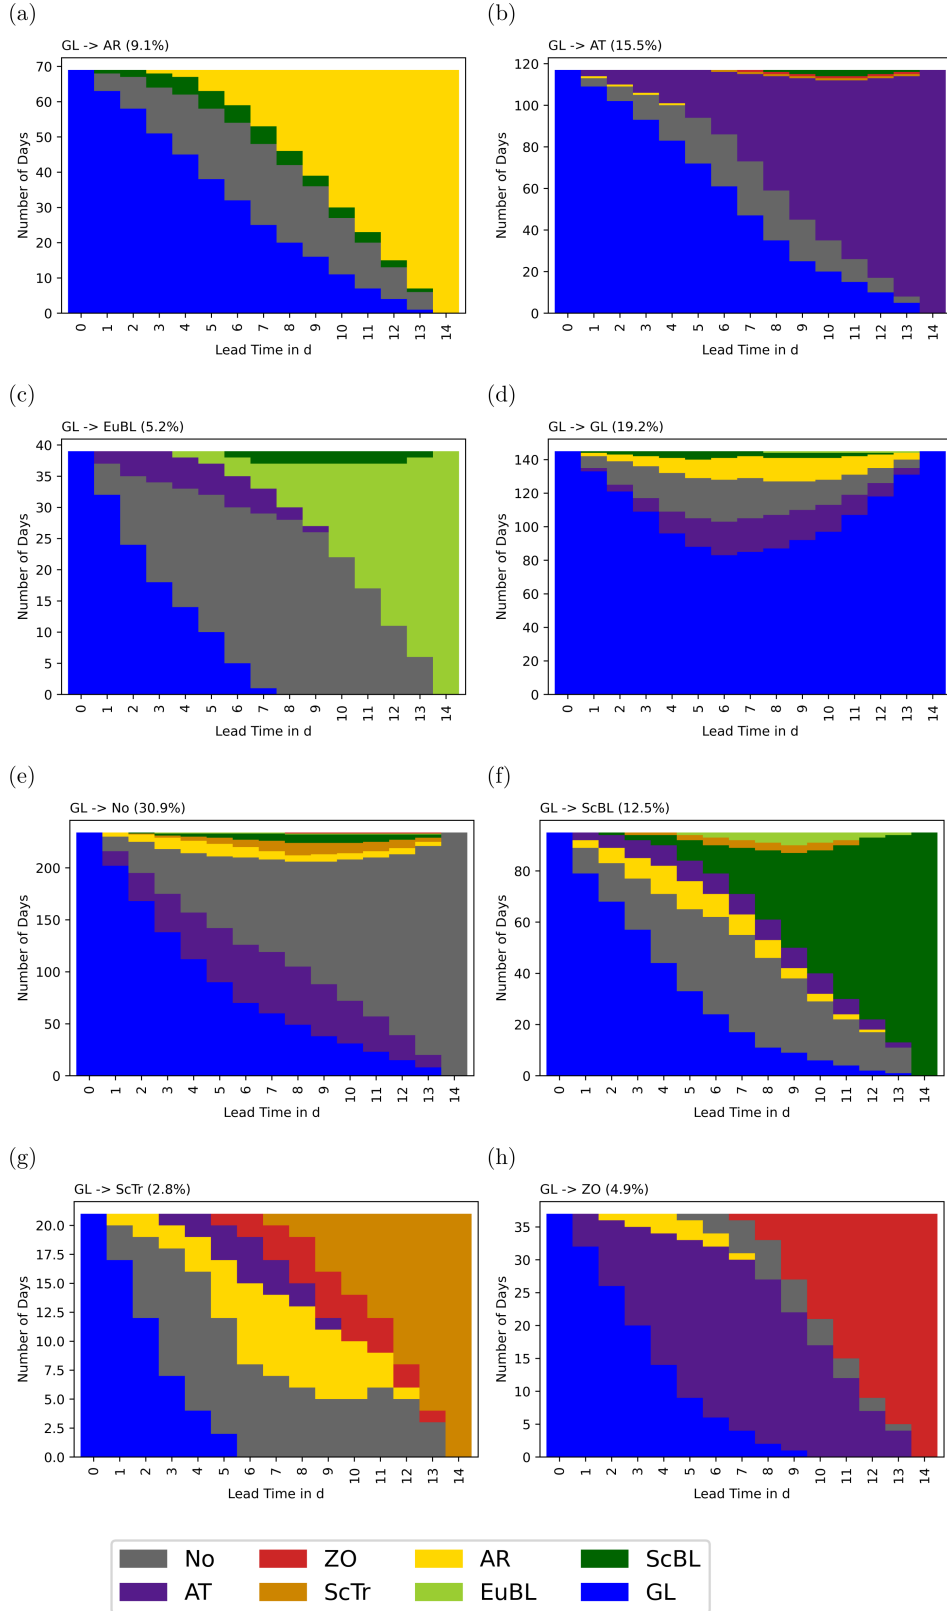 (a)
GL -> AR (9.1%)
70
60
50
40
30
20
10
0
Number of Days
0 1 2 3 4 5 6 7 8 9 10 11 12 13 14
Lead Time in d
(b)
GL -> AT (15.5%)
120
100
80
60
40
20
0
Number of Days
0 1 2 3 4 5 6 7 8 9 10 11 12 13 14
Lead Time in d
(c)
GL -> EuBL (5.2%)
40
35
30
25
20
15
10
5
0
Number of Days
0 1 2 3 4 5 6 7 8 9 10 11 12 13 14
Lead Time in d
(d)
GL -> GL (19.2%)
140
120
100
80
60
40
20
0
Number of Days
0 1 2 3 4 5 6 7 8 9 10 11 12 13 14
Lead Time in d
(e)
GL -> No (30.9%)
200
150
100
50
0
Number of Days
0 1 2 3 4 5 6 7 8 9 10 11 12 13 14
Lead Time in d
(f)
GL -> ScBL (12.5%)
80
60
40
20
0
Number of Days
0 1 2 3 4 5 6 7 8 9 10 11 12 13 14
Lead Time in d
(g)
GL -> ScTr (2.8%)
20.0
17.5
15.0
12.5
10.0
7.5
5.0
2.5
0.0
Number of Days
0 1 2 3 4 5 6 7 8 9 10 11 12 13 14
Lead Time in d
(h)
GL -> ZO (4.9%)
35
30
25
20
15
10
5
0
Number of Days
0 1 2 3 4 5 6 7 8 9 10 11 12 13 14
Lead Time in d
No ZO AR ScBL
AT ScTr EuBL GL